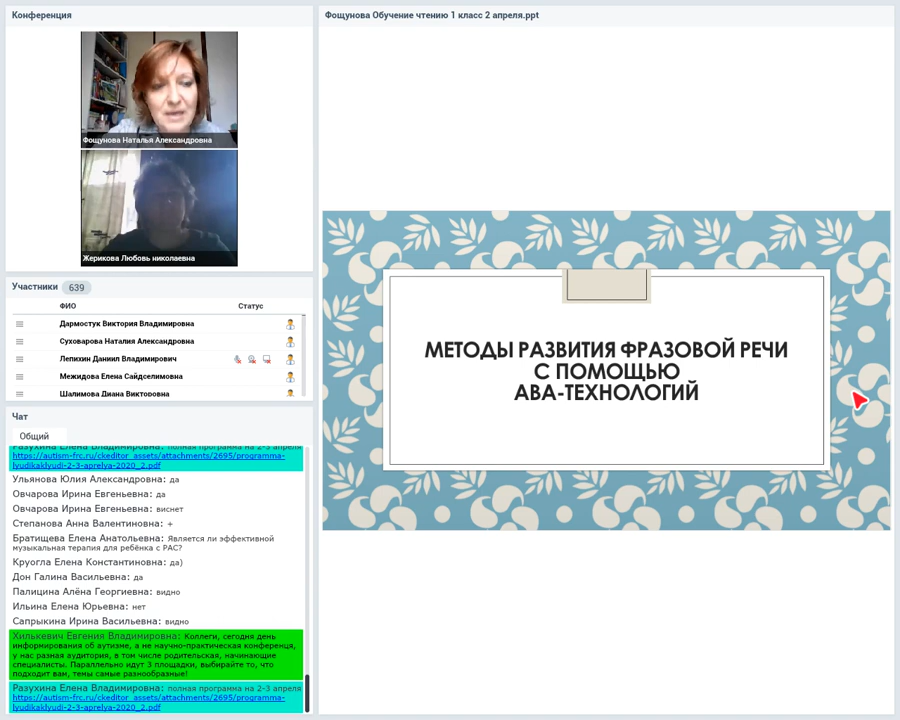 Конференция
Фощунова Наталья Александровна
Жерикова Любовь николаевна
Участники 639
ФИО Статус
Дармостук Виктория Владимировна
Суховарова Наталия Александровна
Лепихин Даниил Владимирович
Межидова Елена Сайдселимовна
Шалимова Диана Викторовна
Чат
Общий
Разухина Елена Владимировна: полная программа на 2-3 апреля
https://autism-frc.ru/ckeditor_assets/attachments/2695/programma-
lyudikaklyudi-2-3-aprelya-2020_2.pdf
Ульянова Юлия Александровна: да
Овчарова Ирина Евгеньевна: да
Овчарова Ирина Евгеньевна: виснет
Степанова Анна Валентиновна: +
Братищева Елена Анатольевна: Является ли эффективной
музыкальная терапия для ребёнка с РАС?
Круогла Елена Константиновна: да)
Дон Галина Васильевна: да
Палицина Алёна Георгиевна: видно
Ильина Елена Юрьевна: нет
Сапрыкина Ирина Васильевна: видно
Хилькевич Евгения Владимировна: Коллеги, сегодня день
информирования об аутизме, а не научно-практическая конференця,
у нас разная аудитория, в том числе родительская, начинающие
специалисты. Параллельно идут 3 площадки, выбирайте то, что
подходит вам, темы самые разнообразные!
Разухина Елена Владимировна: полная программа на 2-3 апреля
https://autism-frc.ru/ckeditor_assets/attachments/2695/programma-
lyudikaklyudi-2-3-aprelya-2020_2.pdf
Фощунова Обучение чтению 1 класс 2 апреля.ppt
МЕТОДЫ РАЗВИТИЯ ФРАЗОВОЙ РЕЧИ
С ПОМОЩЬЮ
АВА-ТЕХНОЛОГИЙ